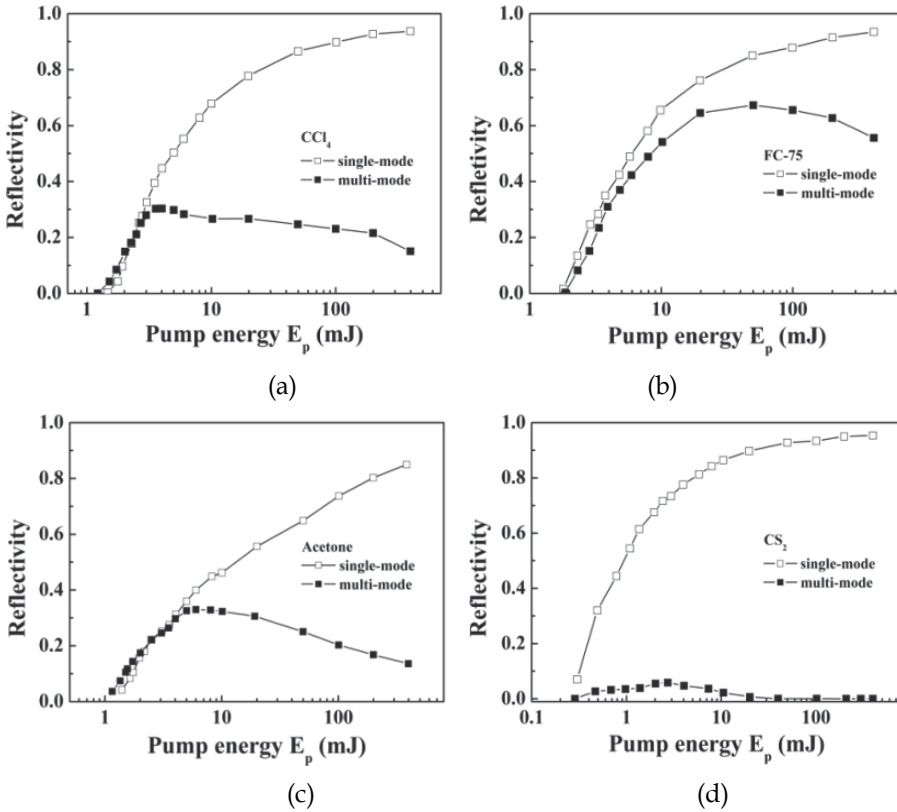 1.0
0.8
0.6
0.4
0.2
0.0
Reflectivity
CCl4
single-mode
multi-mode
1 10 100
Pump energy Ep (mJ)
(a)
1.0
0.8
0.6
0.4
0.2
0.0
Refletivity
FC-75
single-mode
multi-mode
1 10 100
Pump energy Ep (mJ)
(b)
1.0
0.8
0.6
0.4
0.2
0.0
Reflectivity
Acetone
single-mode
multi-mode
1 10 100
Pump energy Ep (mJ)
(c)
1.0
0.8
0.6
0.4
0.2
0.0
Reflectivity
CS2
single-mode
multi-mode
0.1 1 10 100
Pump energy Ep (mJ)
(d)